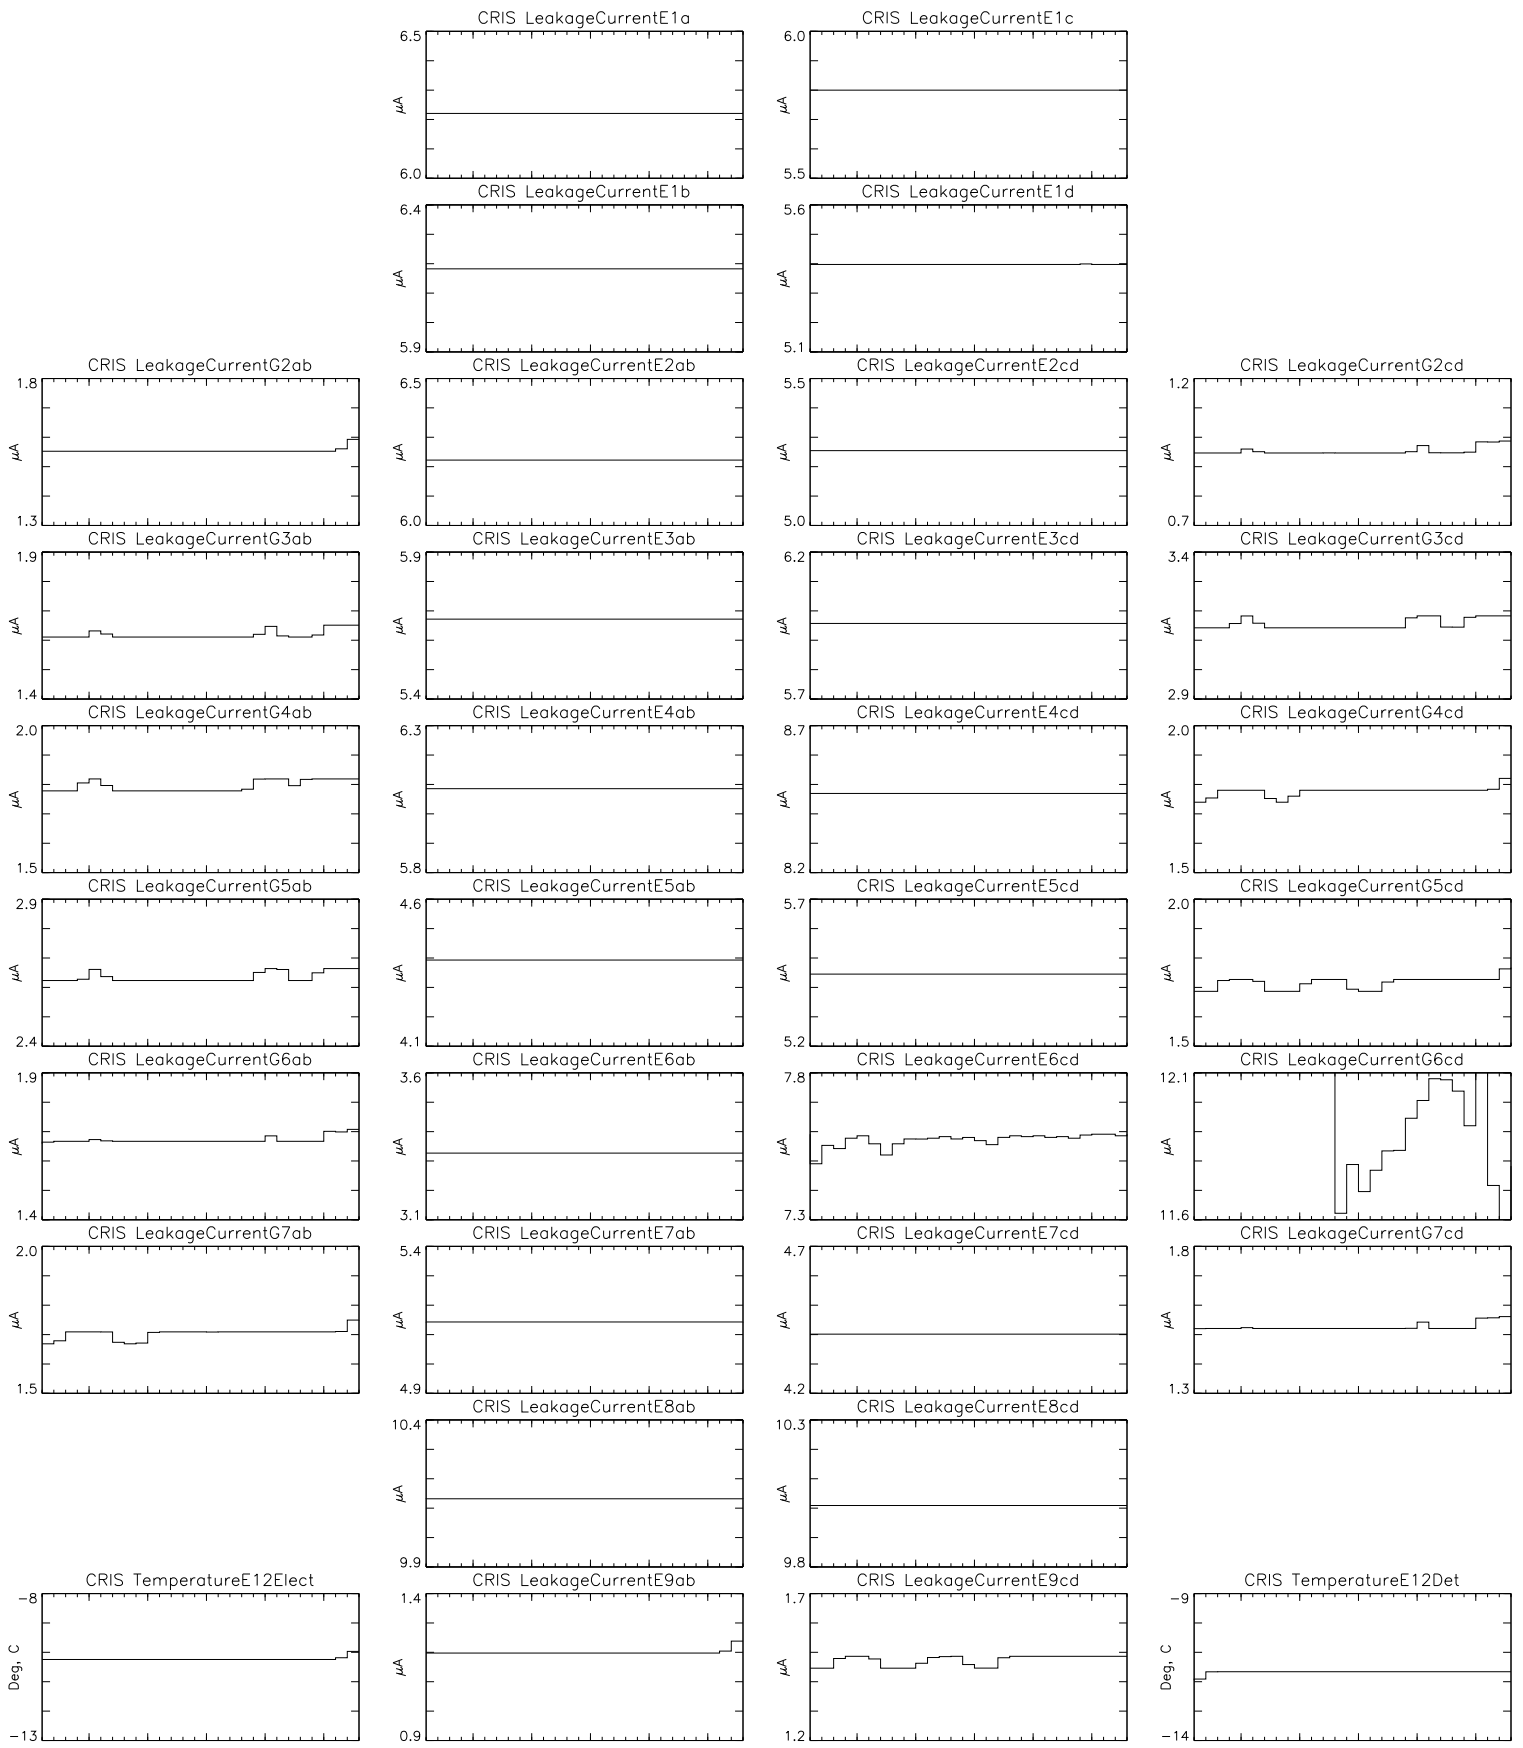 CRIS LeakageCurrentE1a
6.5
μA
6.0
CRIS LeakageCurrentE1c
6.0
μA
5.5
CRIS LeakageCurrentE1b
6.4
μA
5.9
CRIS LeakageCurrentE1d
5.6
μA
5.1
CRIS LeakageCurrentG2ab
1.8
μA
1.3
CRIS LeakageCurrentE2ab
6.5
μA
6.0
CRIS LeakageCurrentE2cd
5.5
μA
5.0
CRIS LeakageCurrentG2cd
1.2
μA
0.7
CRIS LeakageCurrentG3ab
1.9
μA
1.4
CRIS LeakageCurrentE3ab
5.9
μA
5.4
CRIS LeakageCurrentE3cd
6.2
μA
5.7
CRIS LeakageCurrentG3cd
3.4
μA
2.9
CRIS LeakageCurrentG4ab
2.0
μA
1.5
CRIS LeakageCurrentE4ab
6.3
μA
5.8
CRIS LeakageCurrentE4cd
8.7
μA
8.2
CRIS LeakageCurrentG4cd
2.0
μA
1.5
CRIS LeakageCurrentG5ab
2.9
μA
2.4
CRIS LeakageCurrentE5ab
4.6
μA
4.1
CRIS LeakageCurrentE5cd
5.7
μA
5.2
CRIS LeakageCurrentG5cd
2.0
μA
1.5
CRIS LeakageCurrentG6ab
1.9
μA
1.4
CRIS LeakageCurrentE6ab
3.6
μA
3.1
CRIS LeakageCurrentE6cd
7.8
μA
7.3
CRIS LeakageCurrentG6cd
12.1
μA
11.6
CRIS LeakageCurrentG7ab
2.0
μA
1.5
CRIS LeakageCurrentE7ab
5.4
μA
4.9
CRIS LeakageCurrentE7cd
4.7
μA
4.2
CRIS LeakageCurrentG7cd
1.8
μA
1.3
CRIS LeakageCurrentE8ab
10.4
μA
9.9
CRIS LeakageCurrentE8cd
10.3
μA
9.8
CRIS TemperatureE12Elect
-8
Deg, C
-13
CRIS LeakageCurrentE9ab
1.4
μA
0.9
CRIS LeakageCurrentE9cd
1.7
μA
1.2
CRIS TemperatureE12Det
-9
Deg, C
-14